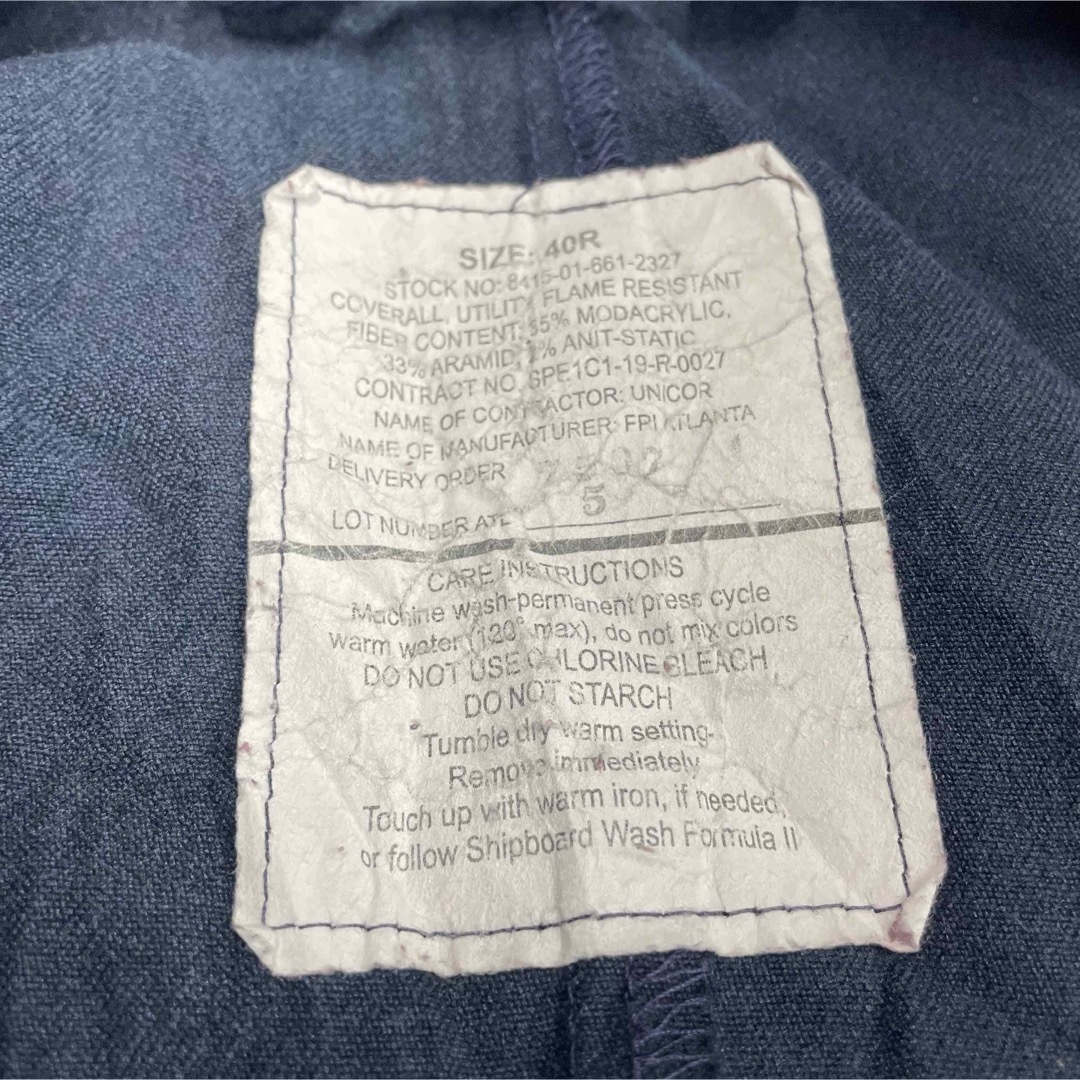 SIZE: 40R
STOCK NO: 8415-01-661-2327
COVERALL, UTILITY FLAME RESISTANT
FIBER CONTENT: MODACRYLIC,
33% ARAMID, ANIT-STATIC
CONTRACT NO. SPE1C1-19-R-0027
NAME OF CONTRACTOR: UNICOR
NAME OF MANUFACTURER: FPI ATLANTA
DELIVERY ORDER
LOT NUMBER ATL 5
CARE INSTRUCTIONS
Machine wash-permanent press cycle
warm water (120° max), do not mix colors
DO NOT USE CHLORINE BLEACH
DO NOT STARCH
Tumble dry warm setting.
Remove immediately
Touch up with warm iron, if needed,
or follow Shipboard Wash Formula II